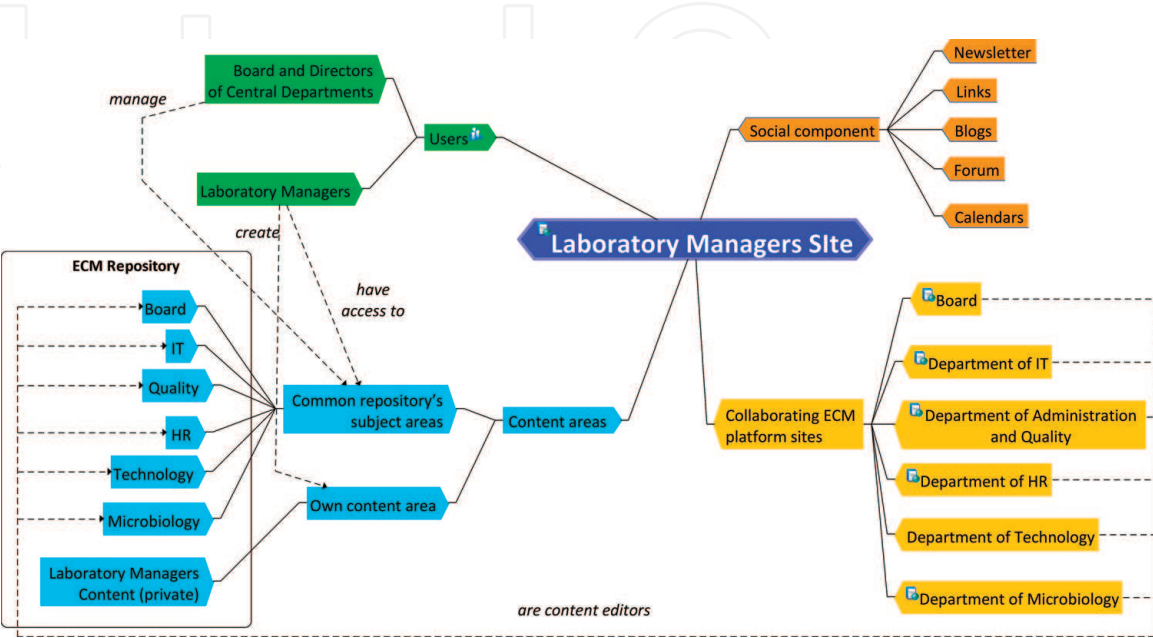 Board and Directors
of Central Departments
manage
Users
Laboratory Managers
create
have
access to
ECM Repository
Board
IT
Quality
HR
Technology
Microbiology
Laboratory Managers
Content (private)
Common repository's
subject areas
Own content area
Content areas
Laboratory Managers SIte
Social component
Newsletter
Links
Blogs
Forum
Calendars
Collaborating ECM
platform sites
Board
Department of IT
Department of Administration
and Quality
Department of HR
Department of Technology
Department of Microbiology
are content editors